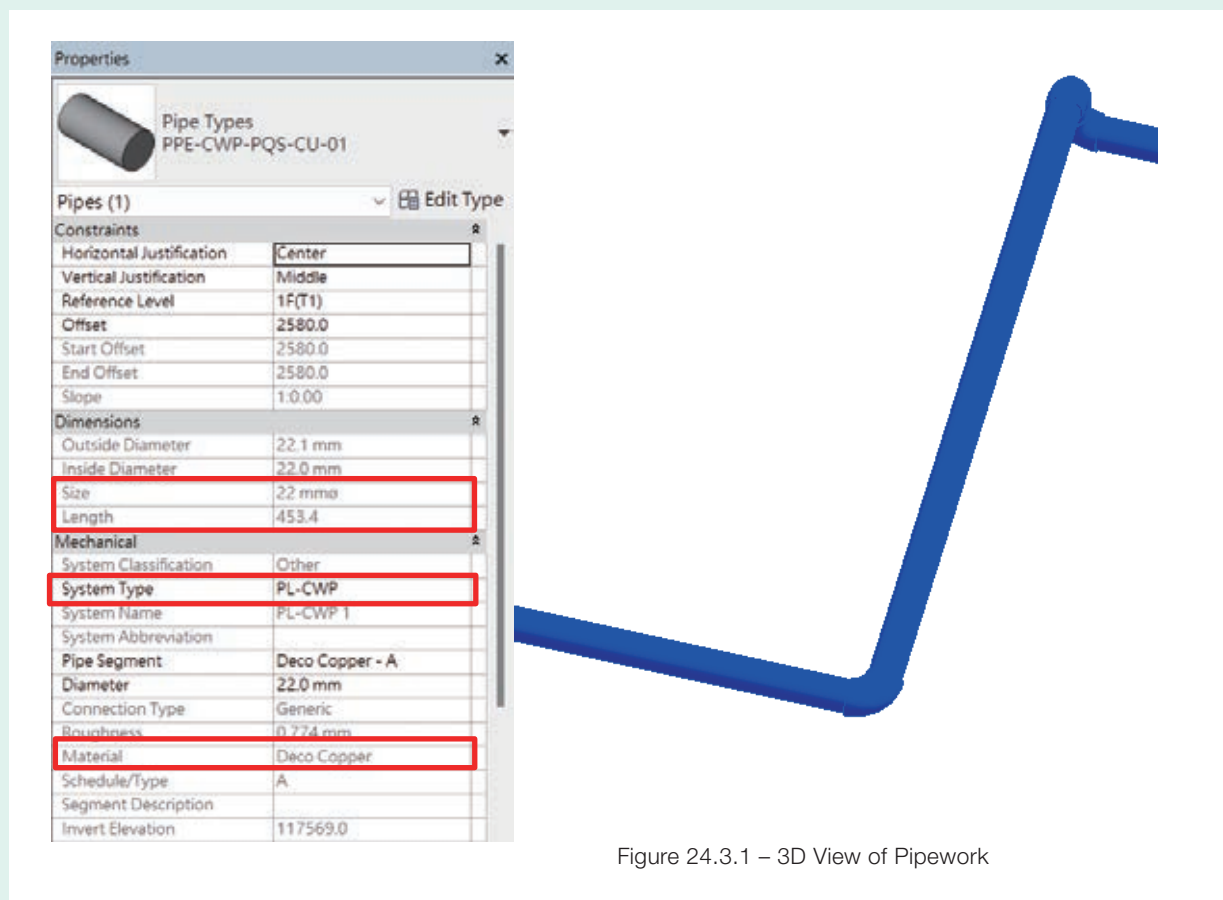 Properties
Pipe Types
PPE-CWP-PQS-CU-01
Pipes (1) Edit Type
Constraints
Horizontal Justification Center
Vertical Justification Middle
Reference Level 1F(T1)
Offset 2580.0
Start Offset 2580.0
End Offset 2580.0
Slope 1:0.00
Dimensions
Outside Diameter 22.1 mm
Inside Diameter 22.0 mm
Size 22 mmø
Length 453.4
Mechanical
System Classification Other
System Type PL-CWP
System Name PL-CWP 1
System Abbreviation
Pipe Segment Deco Copper - A
Diameter 22.0 mm
Connection Type Generic
Roughness 0.774 mm
Material Deco Copper
Schedule/Type A
Segment Description
Invert Elevation 117569.0
Figure 24.3.1 – 3D View of Pipework